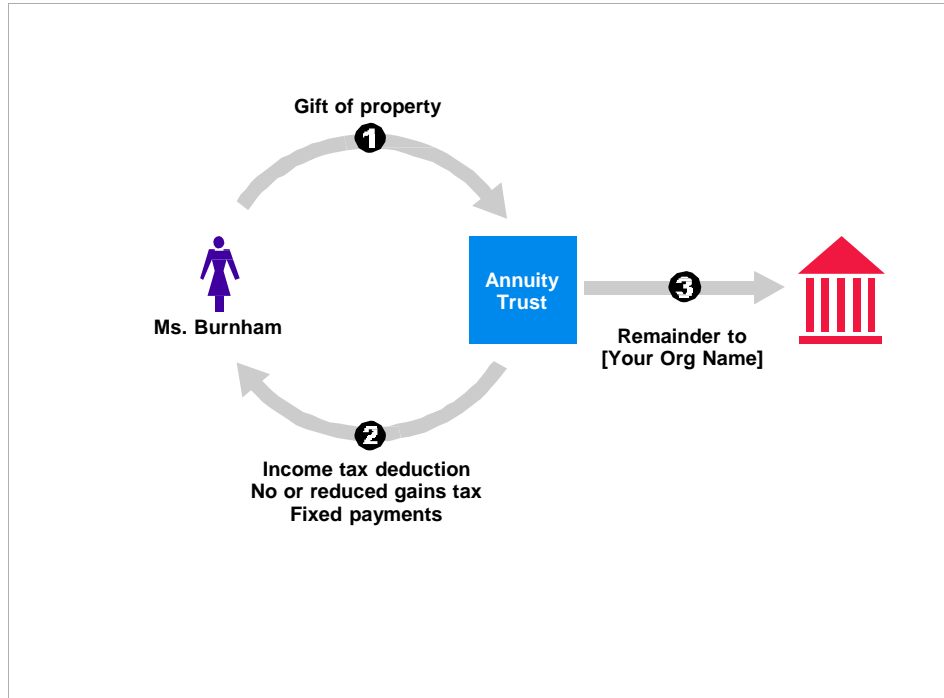 Gift of property
1
Annuity
Trust
3
Ms. Burnham
Remainder to
[Your Org Name]
2
Income tax deduction
No or reduced gains tax
Fixed payments